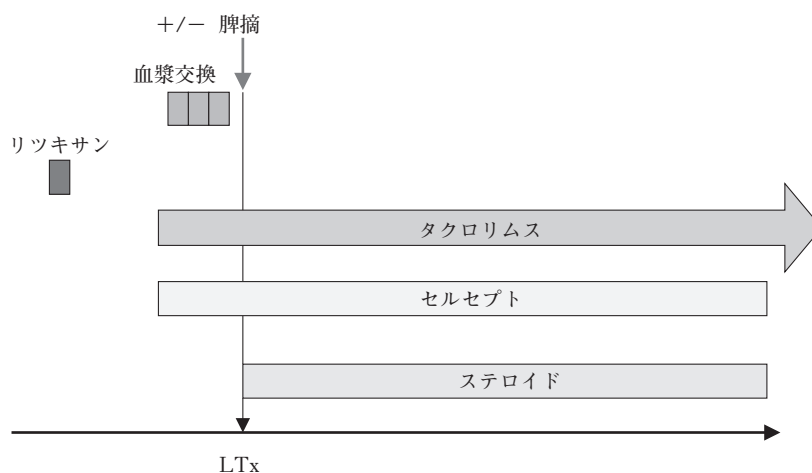 +/− 脾摘
血漿交換
リツキサン
タクロリムス
セルセプト
ステロイド
LTx